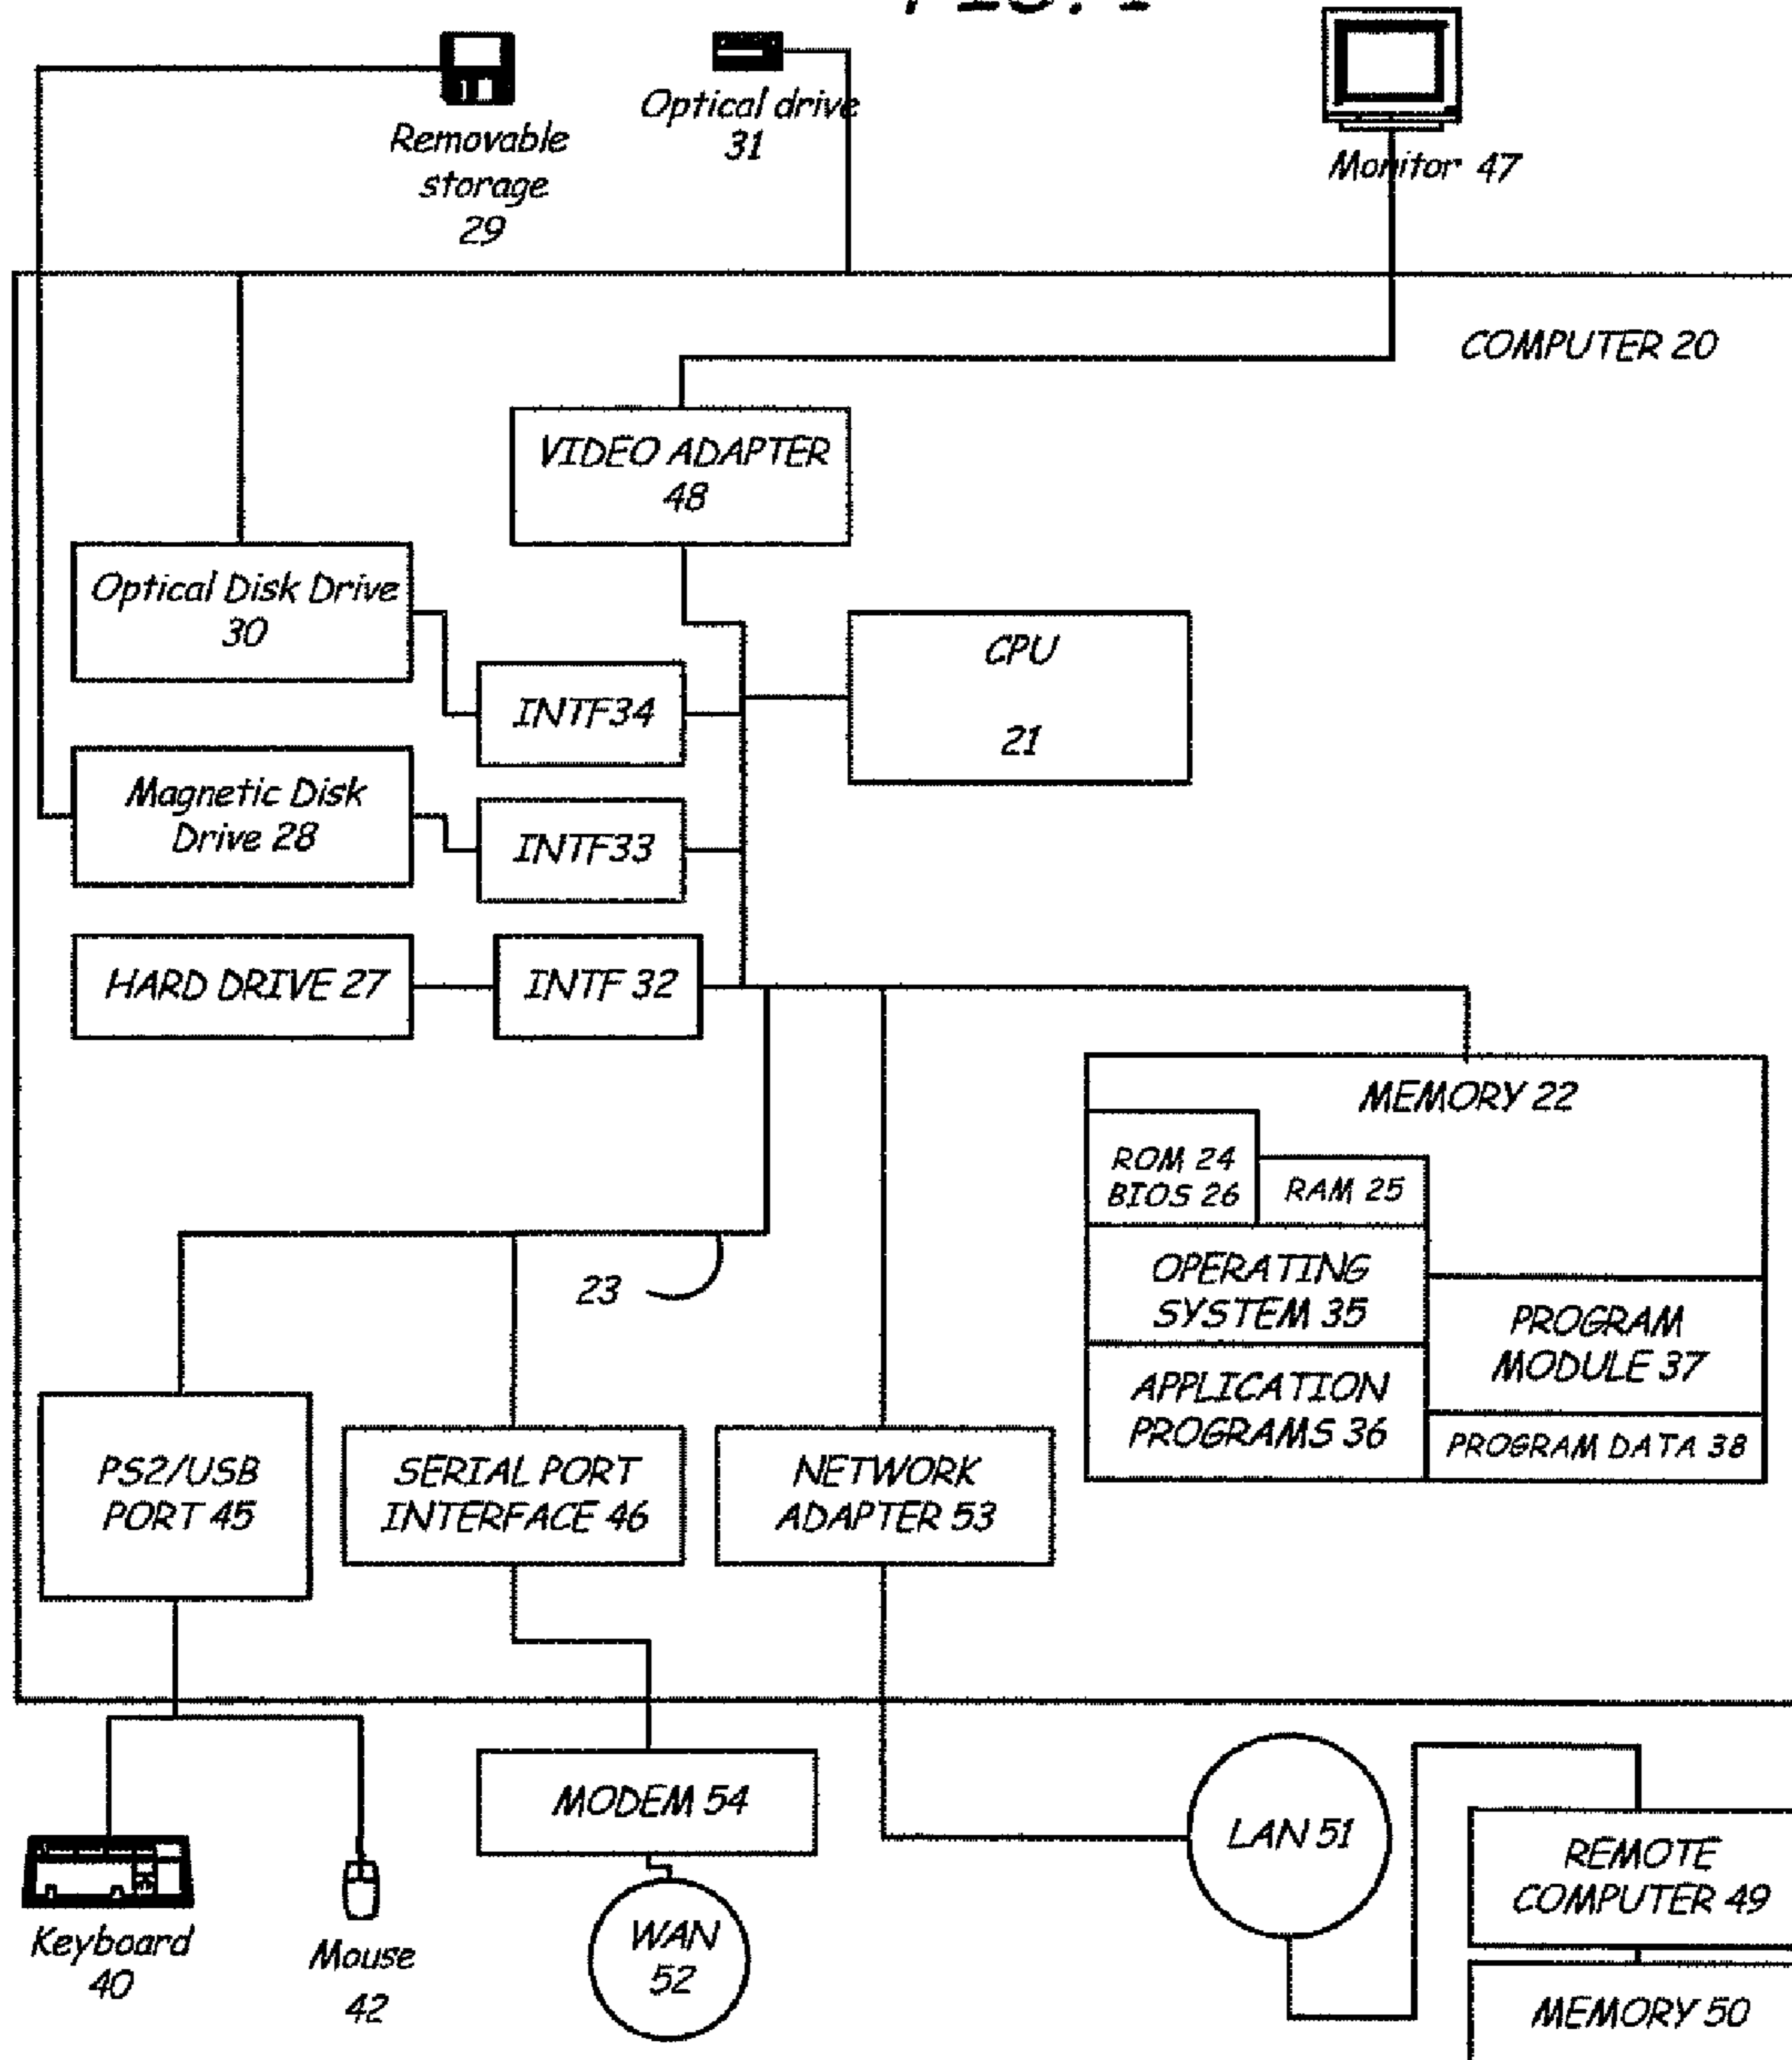 FIG. 1
Removable
storage
29
Optical drive
31
Monitor 47
COMPUTER 20
VIDEO ADAPTER
48
Optical Disk Drive
30
CPU
21
INTF34
Magnetic Disk
Drive 28
INTF33
HARD DRIVE 27
INTF 32
MEMORY 22
ROM 24
BIOS 26
RAM 25
OPERATING
SYSTEM 35
23
PROGRAM
MODULE 37
APPLICATION
PROGRAMS 36
PROGRAM DATA 38
PS2/USB
PORT 45
SERIAL PORT
INTERFACE 46
NETWORK
ADAPTER 53
MODEM 54
LAN 51
REMOTE
COMPUTER 49
Keyboard
40
Mouse
42
WAN
52
MEMORY 50